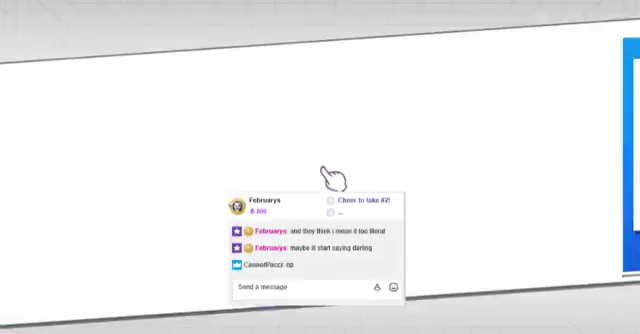 Februarys
Cheer to take #2!
...
Februarys: and they think i mean it too literal
Februarys: maybe ill start saying darling
CaseofPacci: rip
Send a message